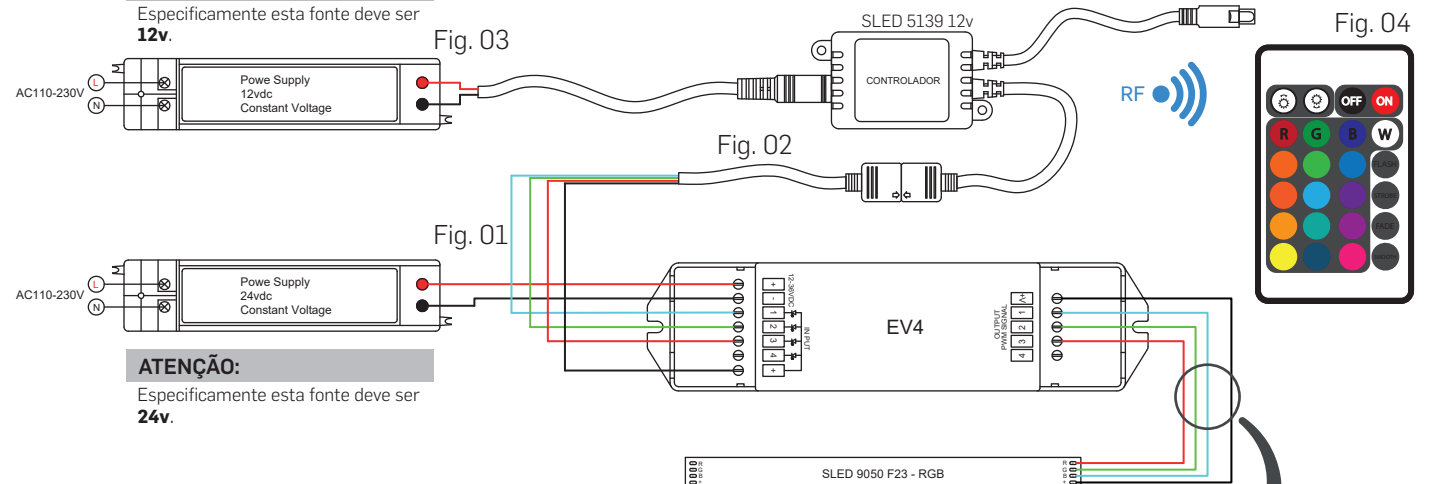 Especificamente esta fonte deve ser
12v.
Fig. 03
SLED 5139 12v
Fig. 04
AC110-230V
L
N
Powe Supply
12vdc
Constant Voltage
CONTROLADOR
RF
OFF
ON
R
G
B
W
FLASH
STROBE
FADE
SMOOTH
Fig. 02
Fig. 01
AC110-230V
L
N
Powe Supply
24vdc
Constant Voltage
+
-
1
2
3
4
+
12-36VDC
INPUT
EV4
OUTPUT
PWM SIGNAL
V+
1
2
3
4
ATENÇÃO:
Especificamente esta fonte deve ser
24v.
SLED 9050 F23 - RGB